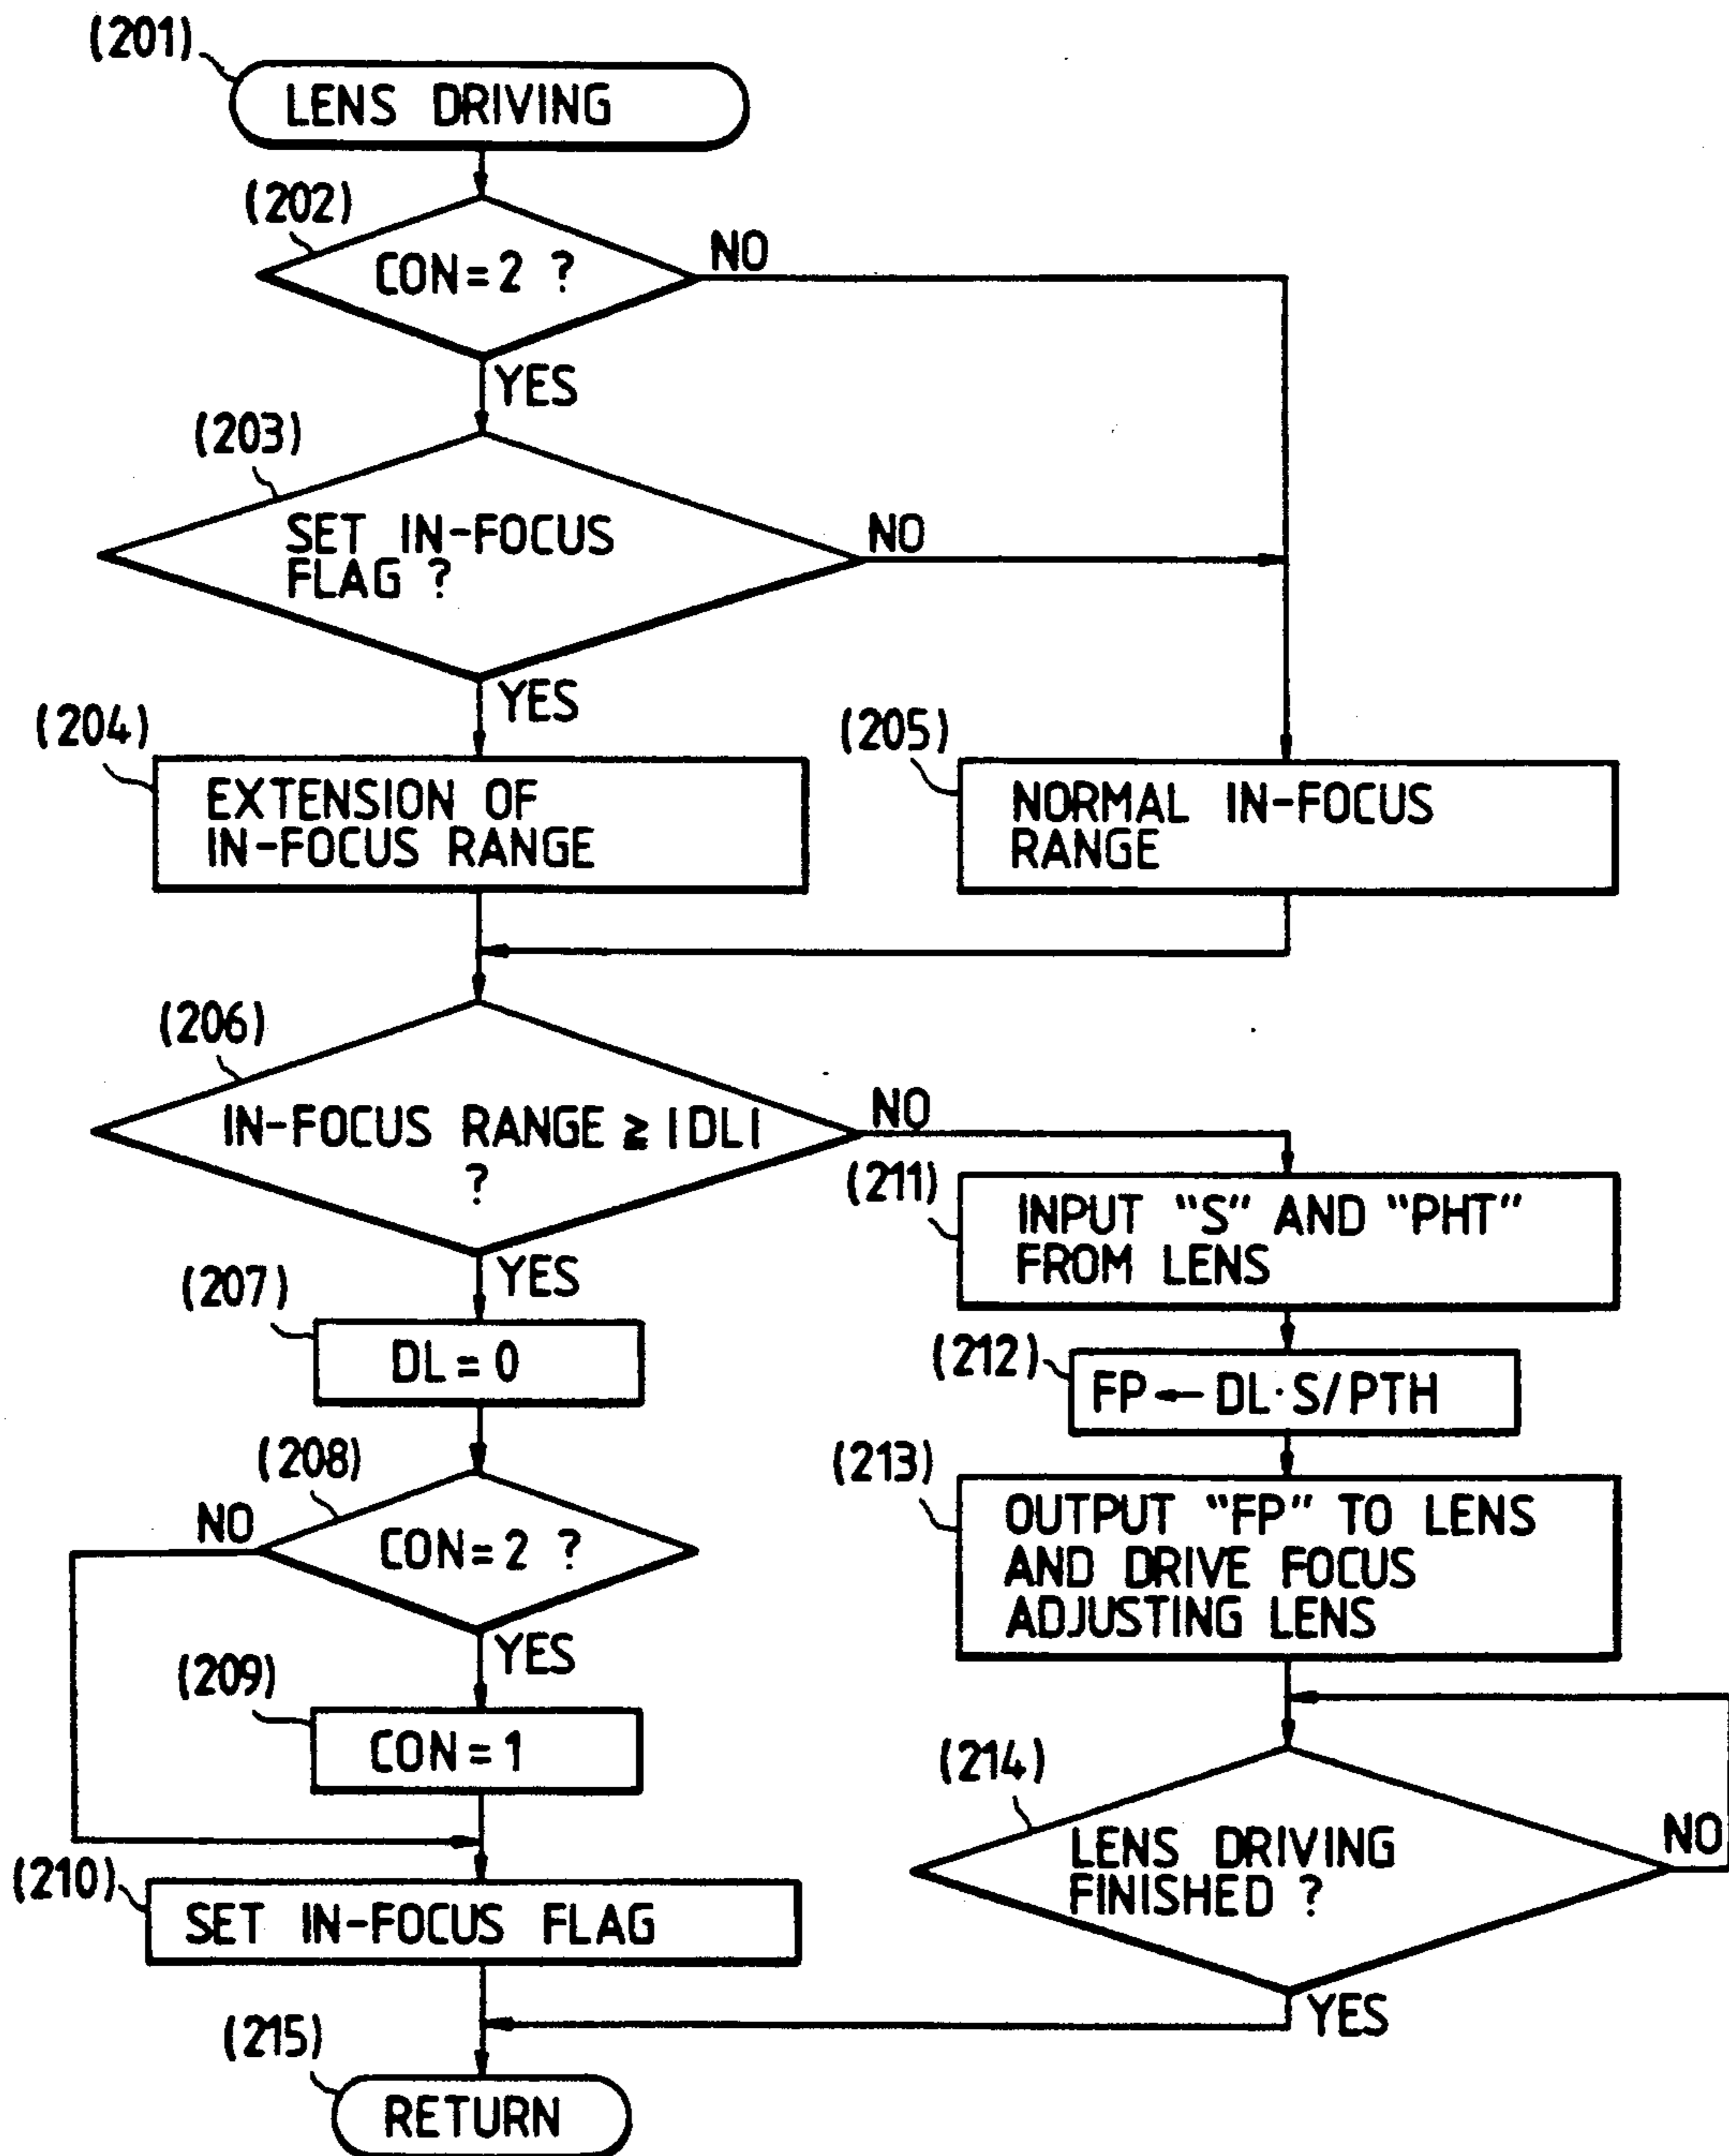 (201)
LENS DRIVING
(202)
CON=2 ?
NO
YES
(203)
SET IN-FOCUS
FLAG ?
NO
YES
(204)
EXTENSION OF
IN-FOCUS RANGE
(205)
NORMAL IN-FOCUS
RANGE
(206)
IN-FOCUS RANGE ≧ |DL|
?
NO
YES
(211)
INPUT "S" AND "PHT"
FROM LENS
(207)
DL=0
(212)
FP←DL·S/PTH
(208)
CON=2 ?
NO
YES
(213)
OUTPUT "FP" TO LENS
AND DRIVE FOCUS
ADJUSTING LENS
(209)
CON=1
(214)
LENS DRIVING
FINISHED ?
NO
YES
(210)
SET IN-FOCUS FLAG
(215)
RETURN